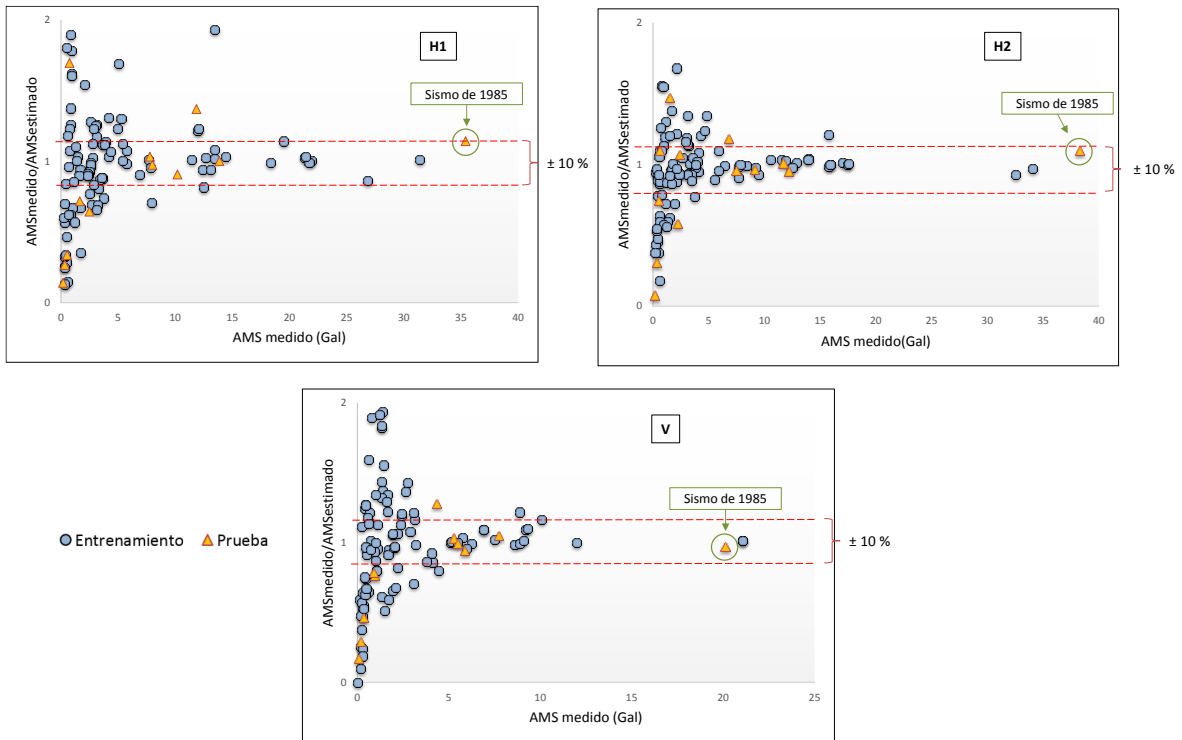 H1
Sismo de 1985
± 10 %
AMSmedido/AMSestimado
2
1
0
0 5 10 15 20 25 30 35 40
AMS medido (Gal)
H2
Sismo de 1985
± 10 %
AMSmedido/AMSestimado
2
1
0
0 5 10 15 20 25 30 35 40
AMS medido(Gal)
V
Sismo de 1985
± 10 %
AMSmedido/AMSestimado
2
1
0
0 5 10 15 20 25
AMS medido (Gal)
Entrenamiento Prueba